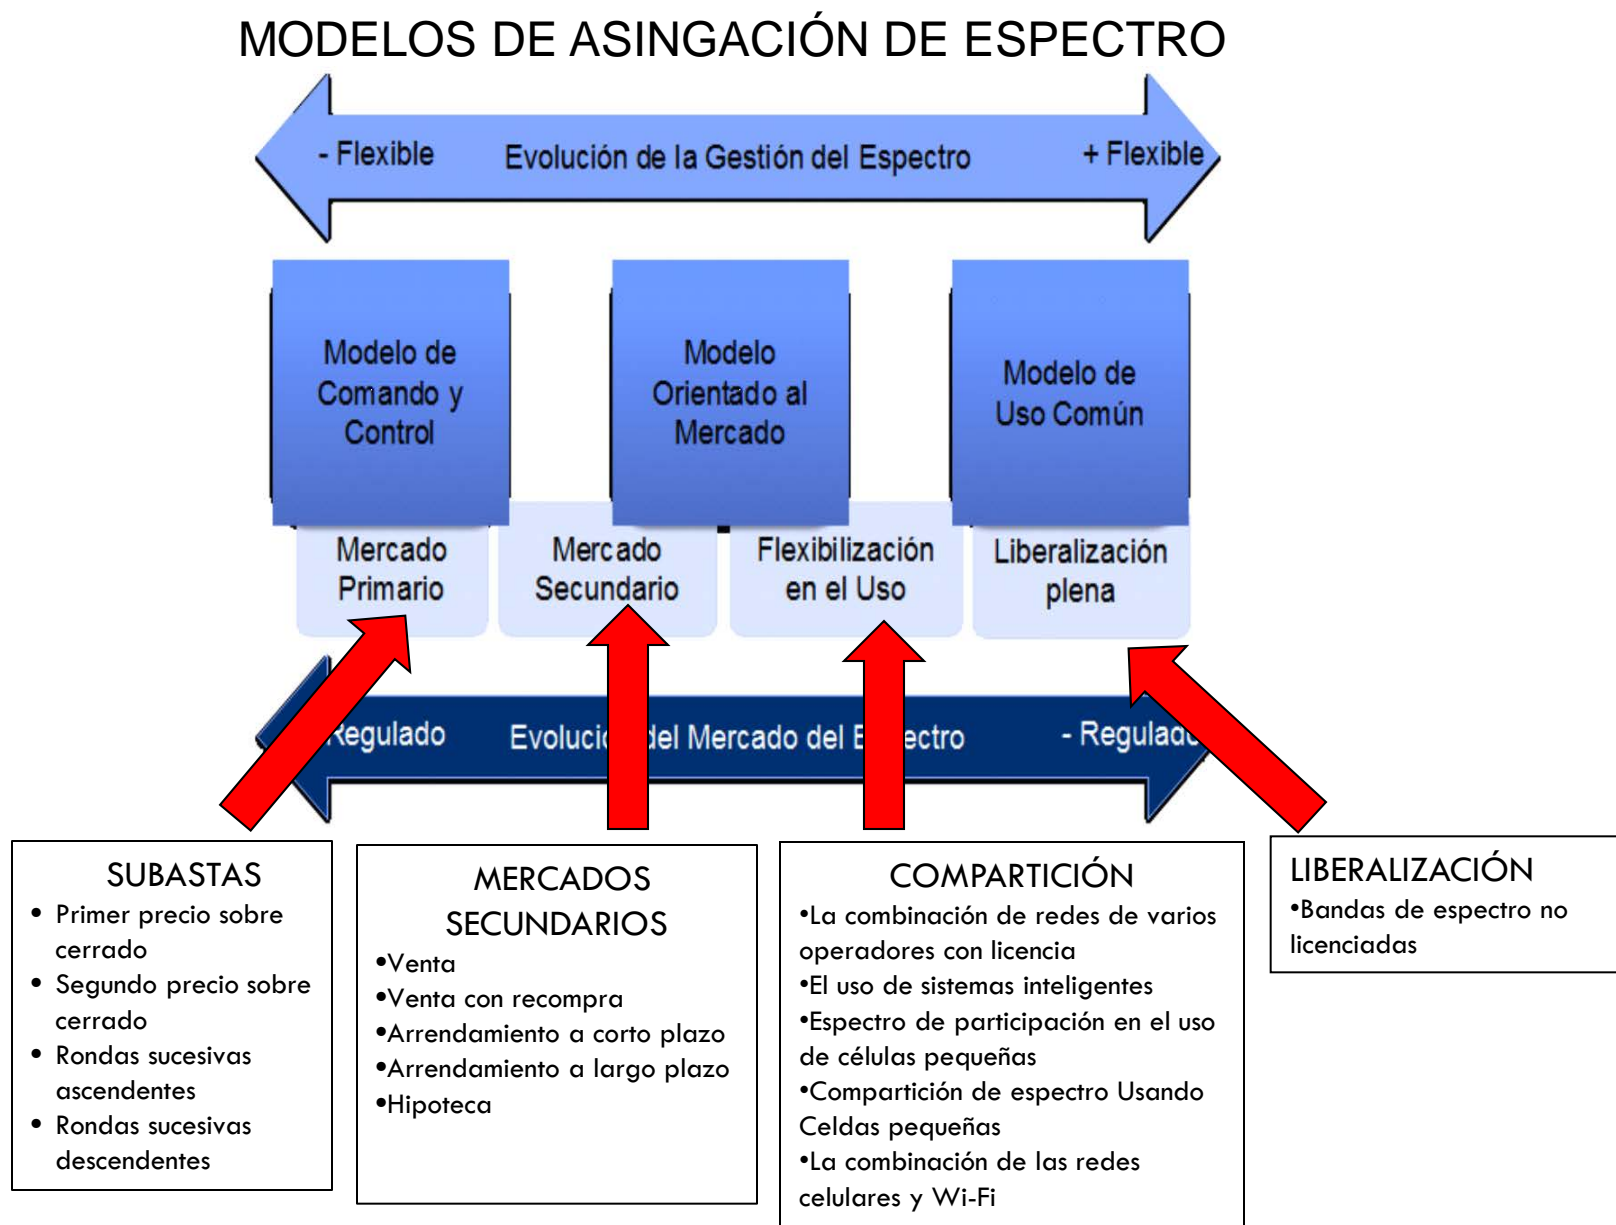 MODELOS DE ASINGACIÓN DE ESPECTRO
- Flexible
Evolución de la Gestión del Espectro
+ Flexible
Modelo de
Comando y
Control
Modelo
Orientado al
Mercado
Modelo de
Uso Común
Mercado
Primario
Mercado
Secundario
Flexibilización
en el Uso
Liberalización
plena
Regulado
del Mercado del
- Regulado
SUBASTAS
• Primer precio sobre
cerrado
• Segundo precio sobre
cerrado
• Rondas sucesivas
ascendentes
• Rondas sucesivas
descendentes
MERCADOS
SECUNDARIOS
•Venta
•Venta con recompra
•Arrendamiento a corto plazo
•Arrendamiento a largo plazo
•Hipoteca
COMPARTICIÓN
•La combinación de redes de varios
operadores con licencia
•El uso de sistemas inteligentes
•Espectro de participación en el uso
de células pequeñas
•Compartición de espectro Usando
Celdas pequeñas
•La combinación de las redes
celulares y Wi-Fi
LIBERALIZACIÓN
•Bandas de espectro no
licenciadas